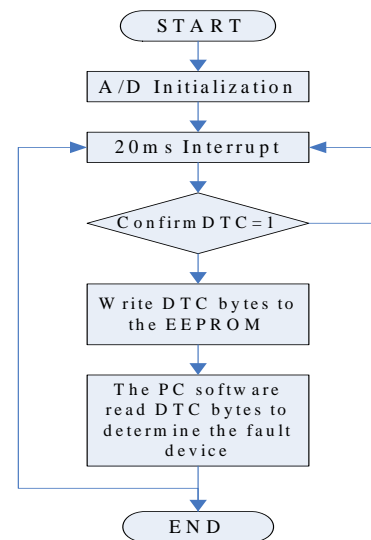 START
A/D Initialization
20ms Interrupt
Confirm DTC=1
Write DTC bytes to
the EEPROM
The PC software
read DTC bytes to
determine the fault
device
END